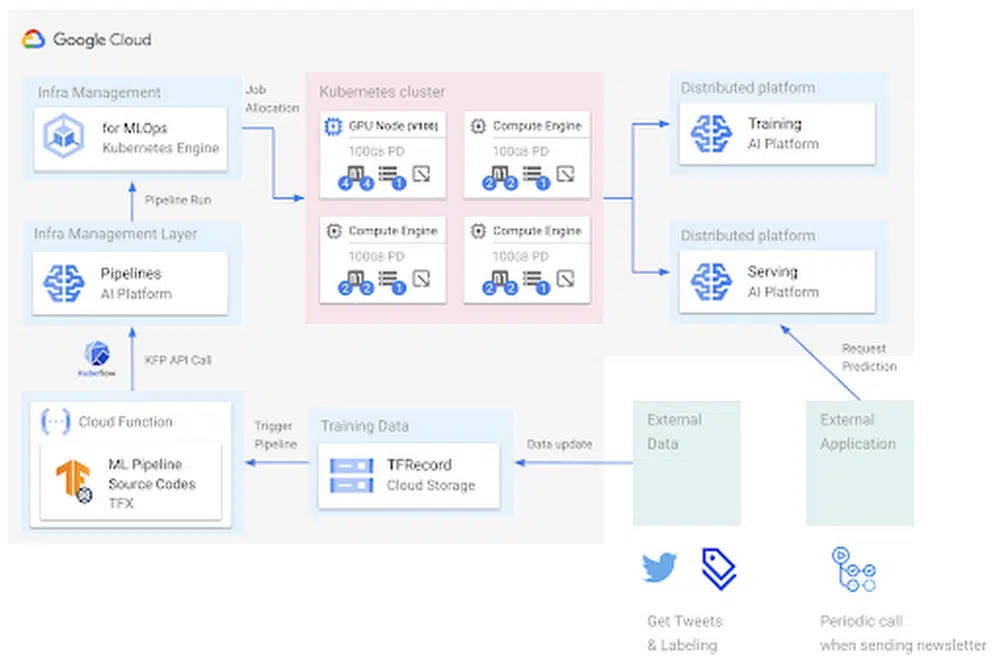 Google Cloud
Infra Management
for MLOps
Kubernetes Engine
Job
Allocation
Kubernetes cluster
GPU Node (V100)
100GB PD
4
4
1
Compute Engine
100GB PD
2
2
1
Compute Engine
100GB PD
2
2
1
Compute Engine
100GB PD
2
2
1
Distributed platform
Training
AI Platform
Pipeline Run
Infra Management Layer
Pipelines
AI Platform
Distributed platform
Serving
AI Platform
Kubeflow
KFP API Call
Request
Prediction
Cloud Function
ML Pipeline
Source Codes
TFX
Trigger
Pipeline
Training Data
TFRecord
Cloud Storage
Data update
External
Data
External
Application
Get Tweets
& Labeling
Periodic call
when sending newsletter